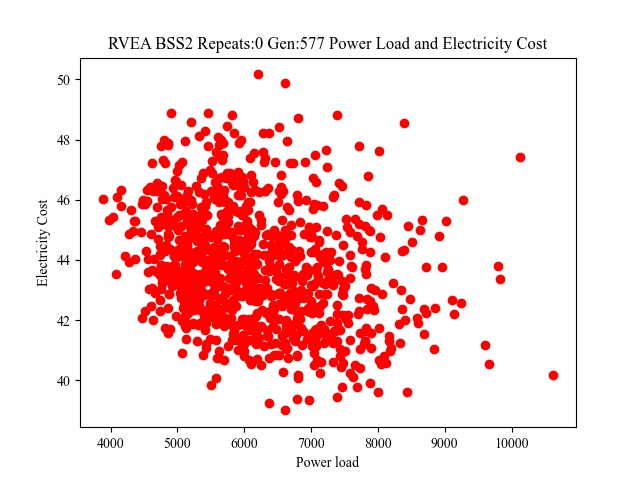 RVEA BSS2 Repeats:0 Gen:577 Power Load and Electricity Cost
50
48
46
44
42
40
Electricity Cost
4000 5000 6000 7000 8000 9000 10000
Power load